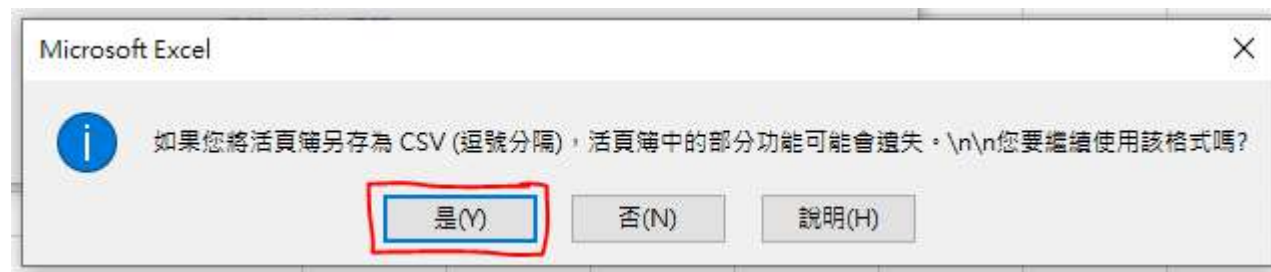 Microsoft Excel
如果您將活頁簿另存為 CSV (逗號分隔)，活頁簿中的部分功能可能會遺失。\n\n您要繼續使用該格式嗎?
是(Y) 否(N) 說明(H)